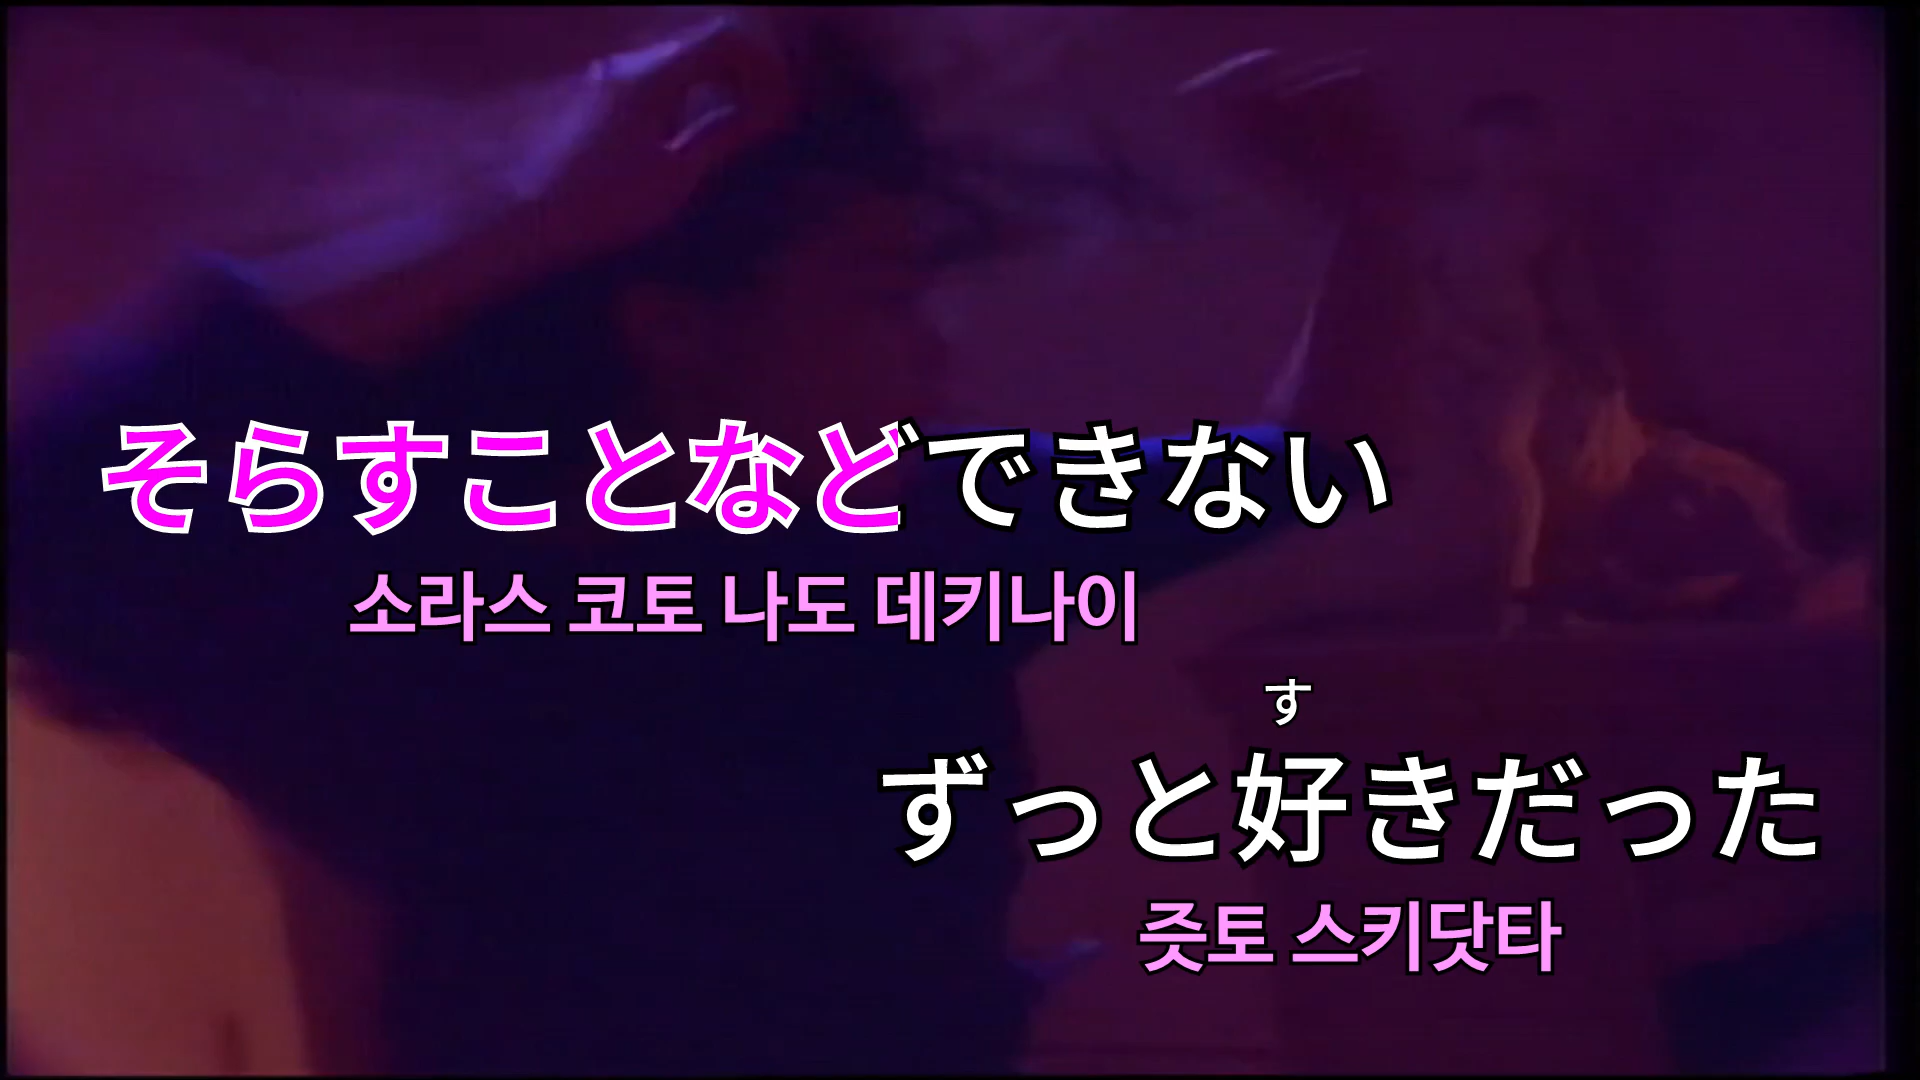 そらすことなどできない
소라스 코토 나도 데키나이
す
ずっと好きだった
즛토 스키닷타